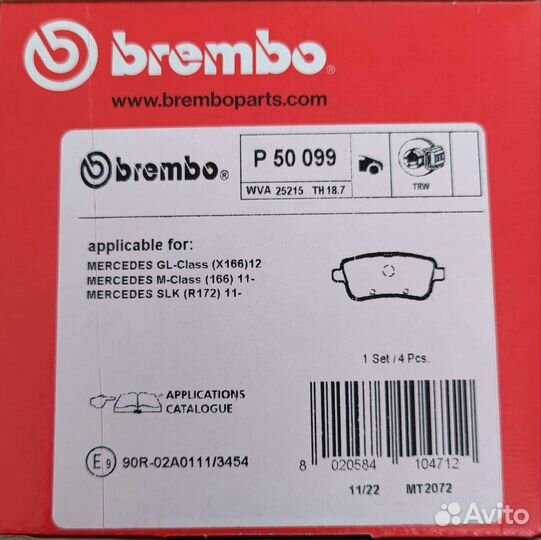 brembo®
www.bremboparts.com
brembo®
P 50 099
WVA 25215 TH 18.7
TRW
applicable for:
MERCEDES GL-Class (X166)12
MERCEDES M-Class (166) 11-
MERCEDES SLK (R172) 11-
1 Set / 4 Pcs.
APPLICATIONS
CATALOGUE
E9 90R-02A0111/3454
8 020584 104712
11/22 MT2072
Avito